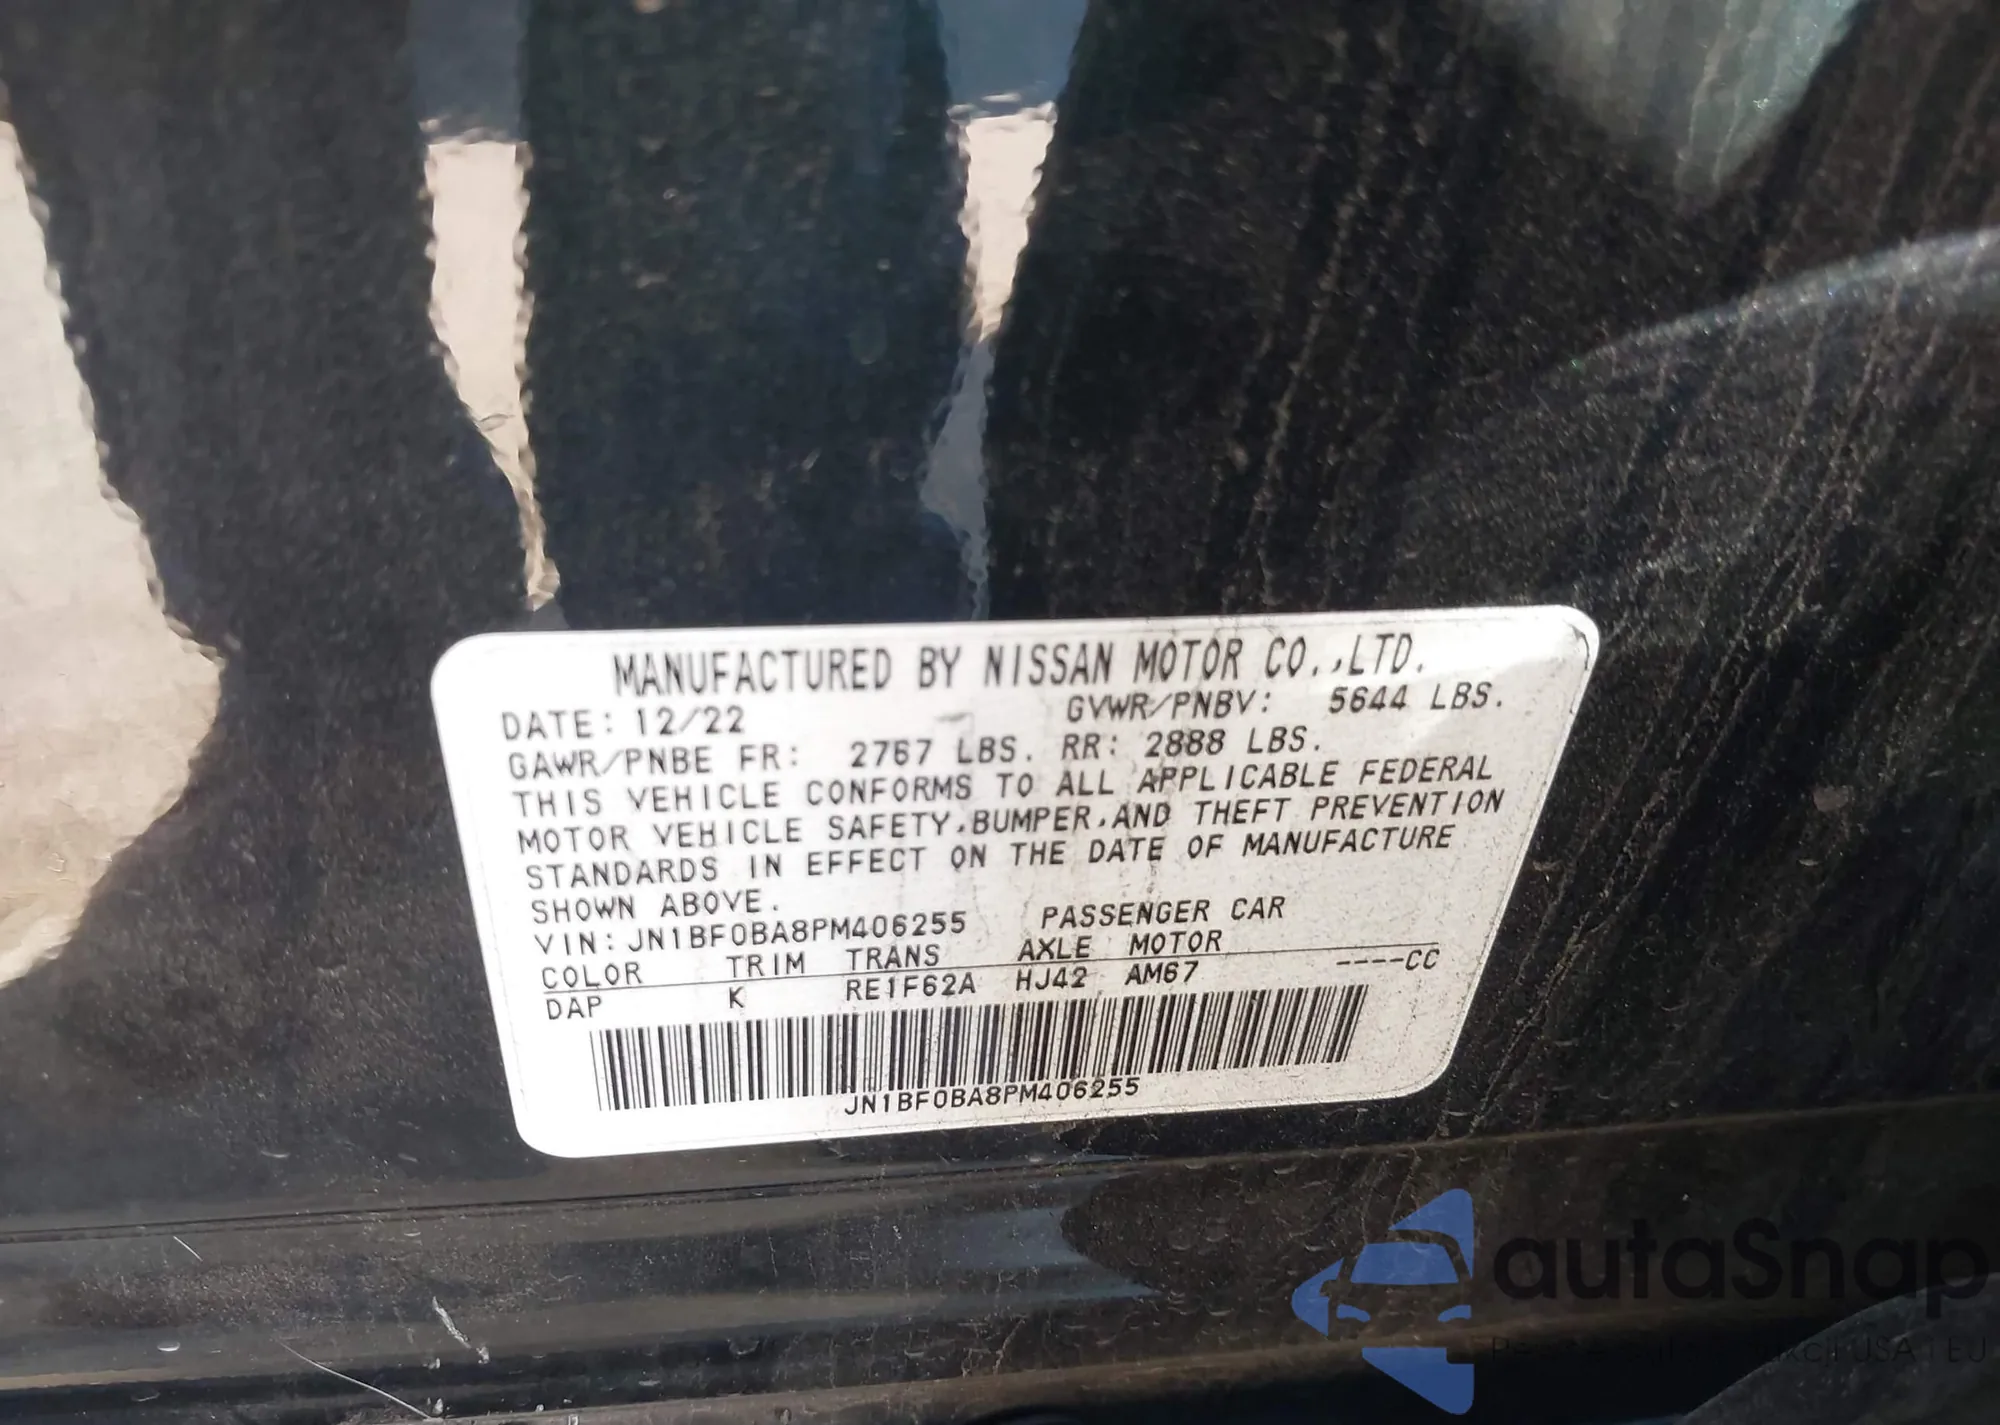 MANUFACTURED BY NISSAN MOTOR CO.,LTD.
DATE: 12/22 GVWR/PNBV: 5644 LBS.
GAWR/PNBE FR: 2767 LBS. RR: 2888 LBS.
THIS VEHICLE CONFORMS TO ALL APPLICABLE FEDERAL
MOTOR VEHICLE SAFETY,BUMPER,AND THEFT PREVENTION
STANDARDS IN EFFECT ON THE DATE OF MANUFACTURE
SHOWN ABOVE.
VIN: JN1BF0BA8PM406255 PASSENGER CAR
COLOR TRIM TRANS AXLE MOTOR
DAP K RE1F62A HJ42 AM67 ----CC
JN1BF0BA8PM406255
autaSnap
USA i EU